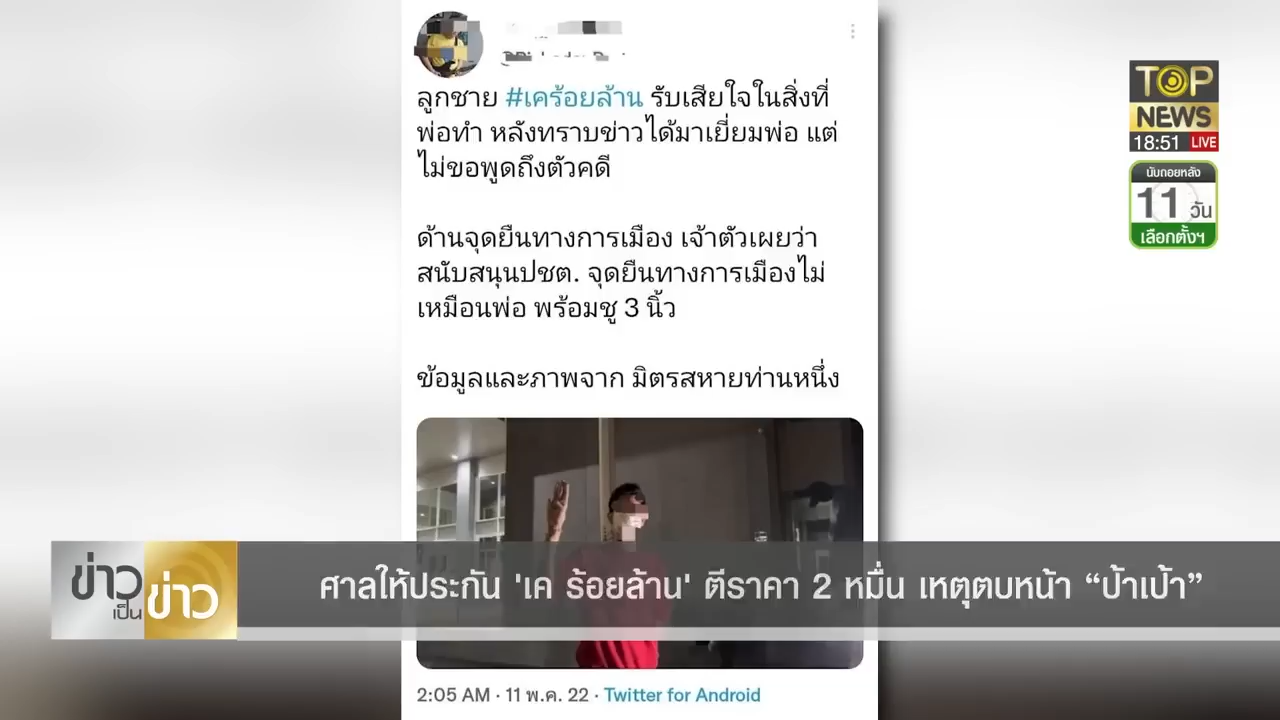 ลูกชาย #เคร้อยล้าน รับเสียใจในสิ่งที่
พ่อทำ หลังทราบข่าวได้มาเยี่ยมพ่อ แต่
ไม่ขอพูดถึงตัวคดี
ด้านจุดยืนทางการเมือง เจ้าตัวเผยว่า
สนับสนุนปชต. จุดยืนทางการเมืองไม่
เหมือนพ่อ พร้อมชู 3 นิ้ว
ข้อมูลและภาพจาก มิตรสหายท่านหนึ่ง
2:05 AM · 11 พ.ค. 22 · Twitter for Android
TOP
NEWS
18:51 LIVE
นับถอยหลัง
11 วัน
เลือกตั้งฯ
ข่าว
เป็น ข่าว
ศาลให้ประกัน 'เค ร้อยล้าน' ตีราคา 2 หมื่น เหตุตบหน้า “ป้าเป้า”